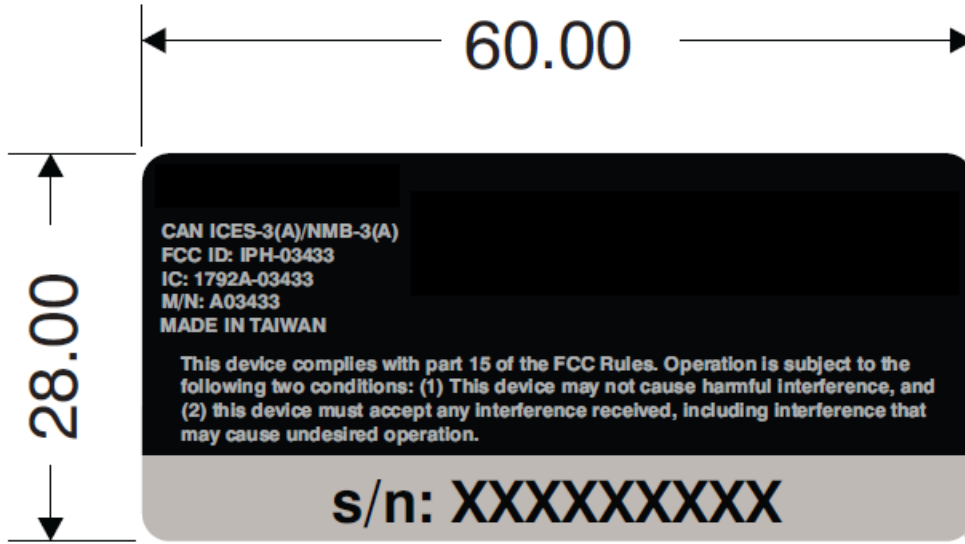 60.00
28.00
CAN ICES-3(A)/NMB-3(A)
FCC ID: IPH-03433
IC: 1792A-03433
M/N: A03433
MADE IN TAIWAN
This device complies with part 15 of the FCC Rules. Operation is subject to the
following two conditions: (1) This device may not cause harmful interference, and
(2) this device must accept any interference received, including interference that
may cause undesired operation.
s/n: XXXXXXXXX